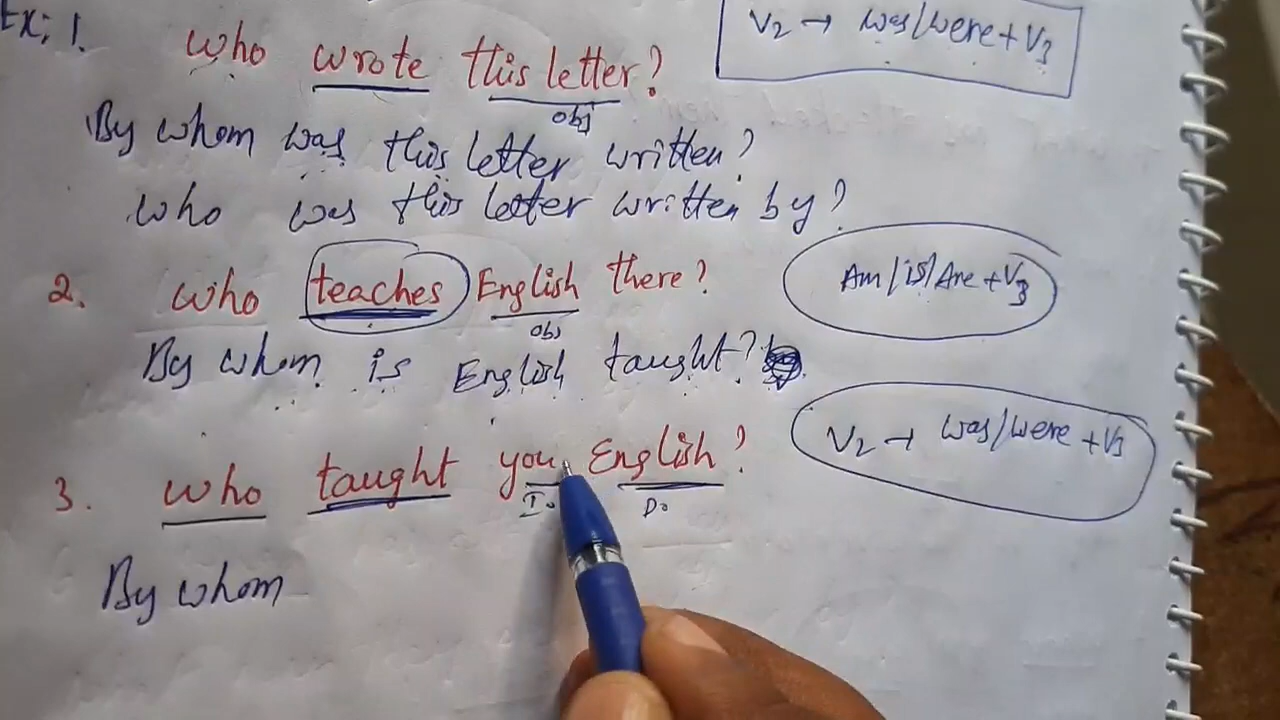 Ex; 1.
who wrote this letter?
V2 → was/were + V3
obj
By whom was this letter written?
who was this letter written by?
2. who teaches English there?
Am/is/Are + V3
obj
By whom is English taught?
V2 → was/were + V3
3. who taught you English?
I. Do
By whom